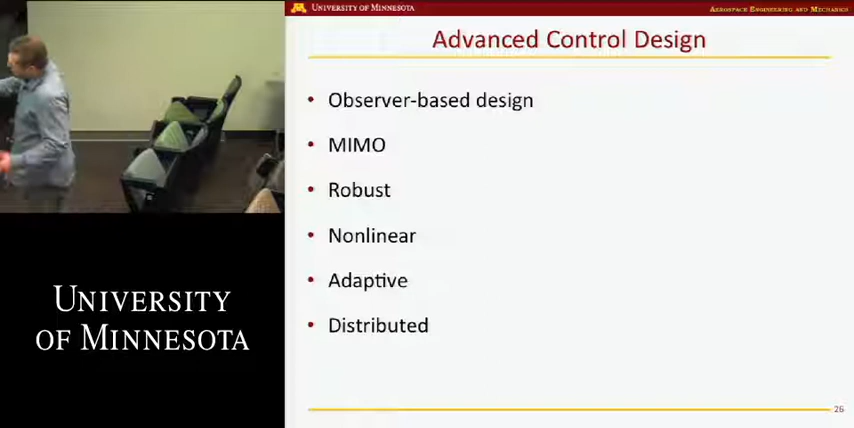 UNIVERSITY OF MINNESOTA
AEROSPACE ENGINEERING AND MECHANICS
Advanced Control Design
• Observer-based design
• MIMO
• Robust
• Nonlinear
• Adaptive
• Distributed
UNIVERSITY
OF MINNESOTA
26